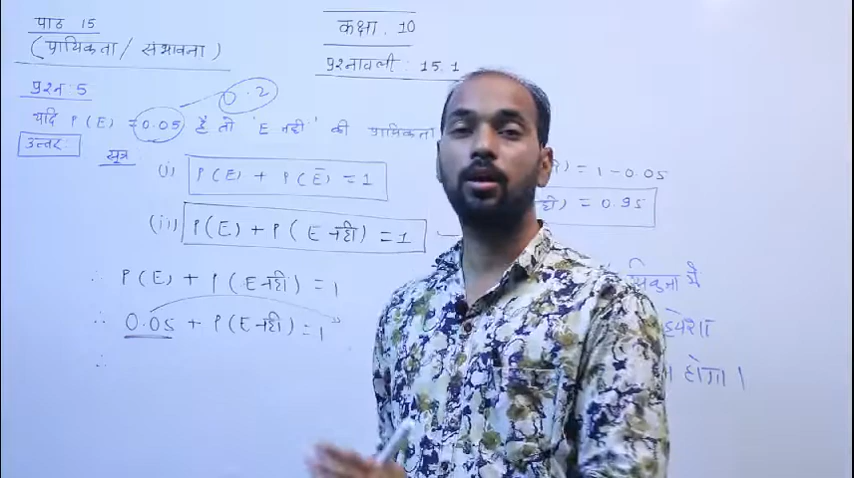 पाठ 15
(प्रायिकता / संभावना)
कक्षा. 10
प्रश्नावली: 15.1
प्रश्न: 5
0.2
यदि P(E) = 0.05 है तो 'E नहीं' की प्रायिकता
उत्तर:
सूत्र
(i) P(E) + P(E̅) = 1
(ii) P(E) + P(E नहीं) = 1
∴ P(E) + P(E नहीं) = 1
∴ 0.05 + P(E नहीं) = 1
∴
) = 1 - 0.05
) = 0.95
में
होगा।